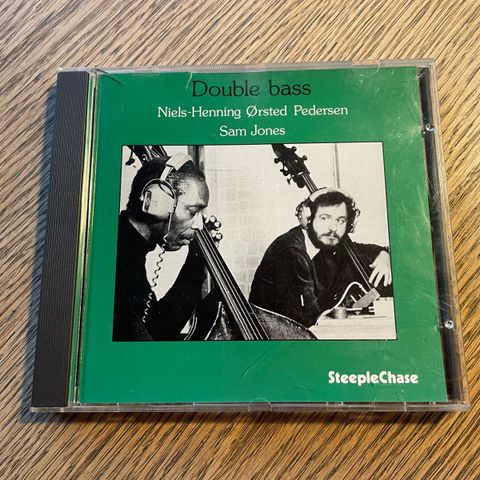 Double bass
Niels-Henning Ørsted Pedersen
Sam Jones
SteepleChase